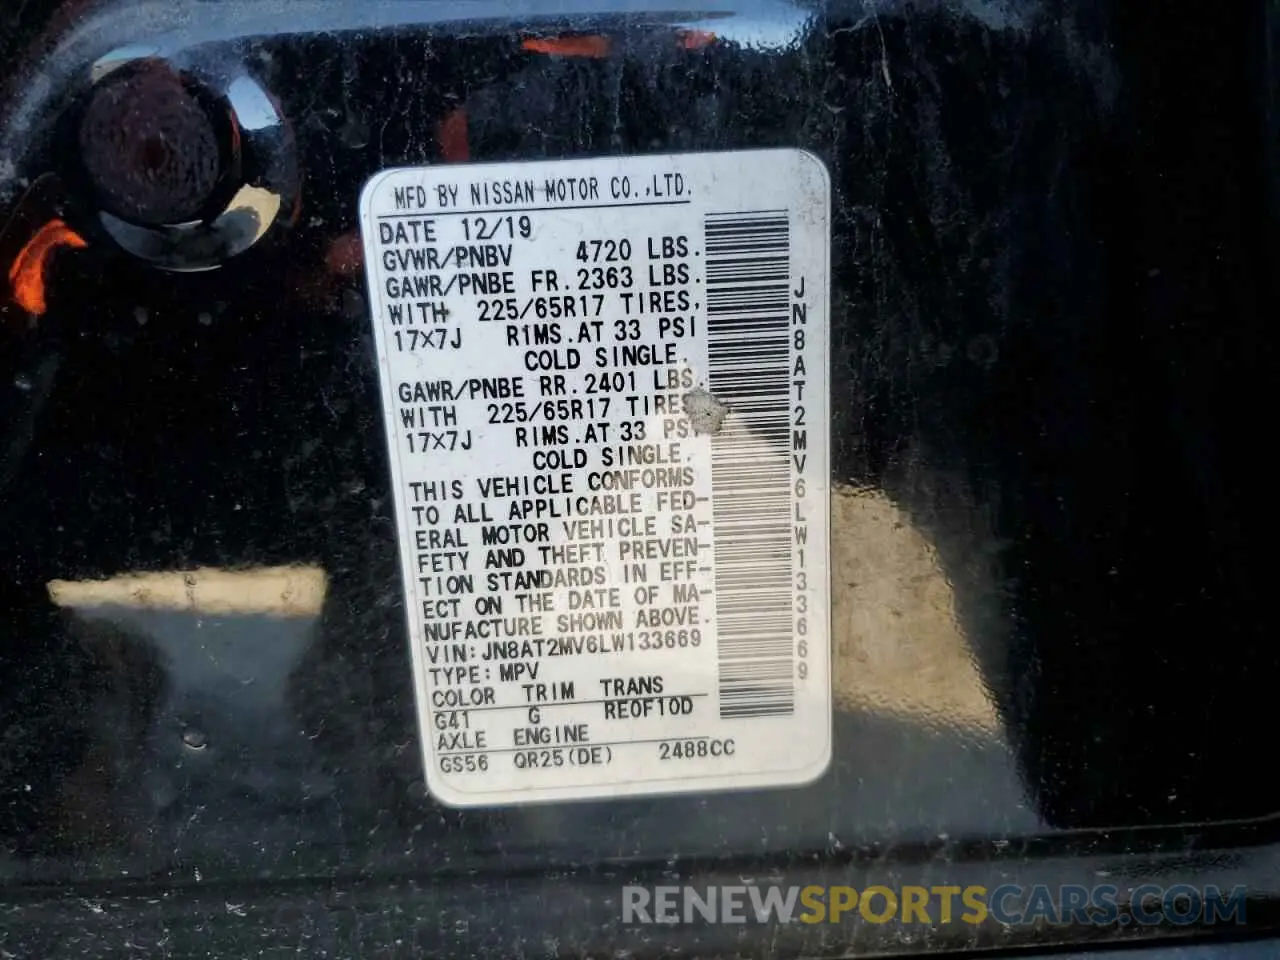 MFD BY NISSAN MOTOR CO.,LTD.
DATE 12/19
GVWR/PNBV 4720 LBS.
GAWR/PNBE FR.2363 LBS.
WITH 225/65R17 TIRES,
17×7J RIMS.AT 33 PSI
COLD SINGLE.
GAWR/PNBE RR.2401 LBS.
WITH 225/65R17 TIRES
17×7J RIMS.AT 33 PSI
COLD SINGLE.
THIS VEHICLE CONFORMS
TO ALL APPLICABLE FED-
ERAL MOTOR VEHICLE SA-
FETY AND THEFT PREVEN-
TION STANDARDS IN EFF-
ECT ON THE DATE OF MA-
NUFACTURE SHOWN ABOVE.
VIN:JN8AT2MV6LW133669
TYPE:MPV
COLOR TRIM TRANS
G41 G RE0F10D
AXLE ENGINE
GS56 QR25(DE) 2488CC
JN8AT2MV6LW133669
RENEWSPORTSCARS.COM